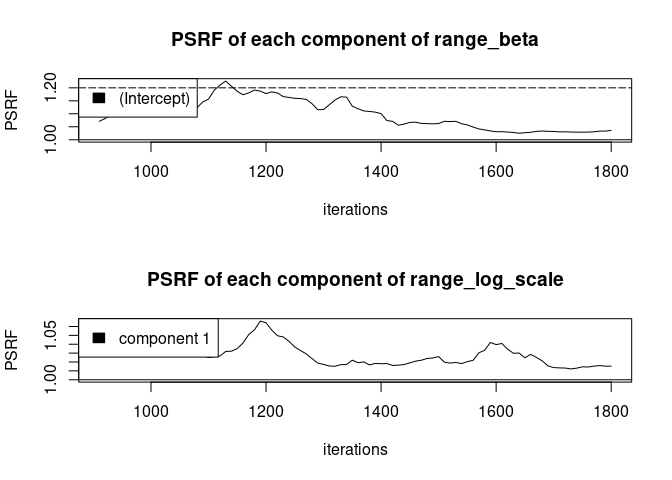 PSRF of each component of range_beta
PSRF
1.00
1.20
(Intercept)
1000 1200 1400 1600 1800
iterations
PSRF of each component of range_log_scale
PSRF
1.00
1.05
component 1
1000 1200 1400 1600 1800
iterations